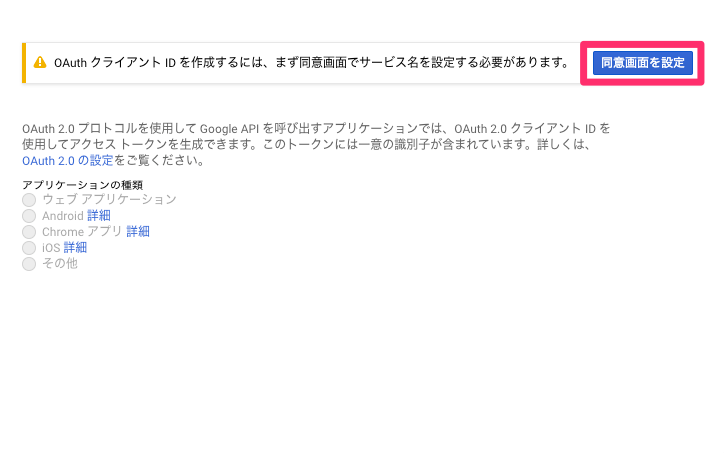 OAuth クライアント ID を作成するには、まず同意画面でサービス名を設定する必要があります。 同意画面を設定
OAuth 2.0 プロトコルを使用して Google API を呼び出すアプリケーションでは、OAuth 2.0 クライアント ID を
使用してアクセス トークンを生成できます。このトークンには一意の識別子が含まれています。詳しくは、
OAuth 2.0 の設定をご覧ください。
アプリケーションの種類
ウェブ アプリケーション
Android 詳細
Chrome アプリ 詳細
iOS 詳細
その他